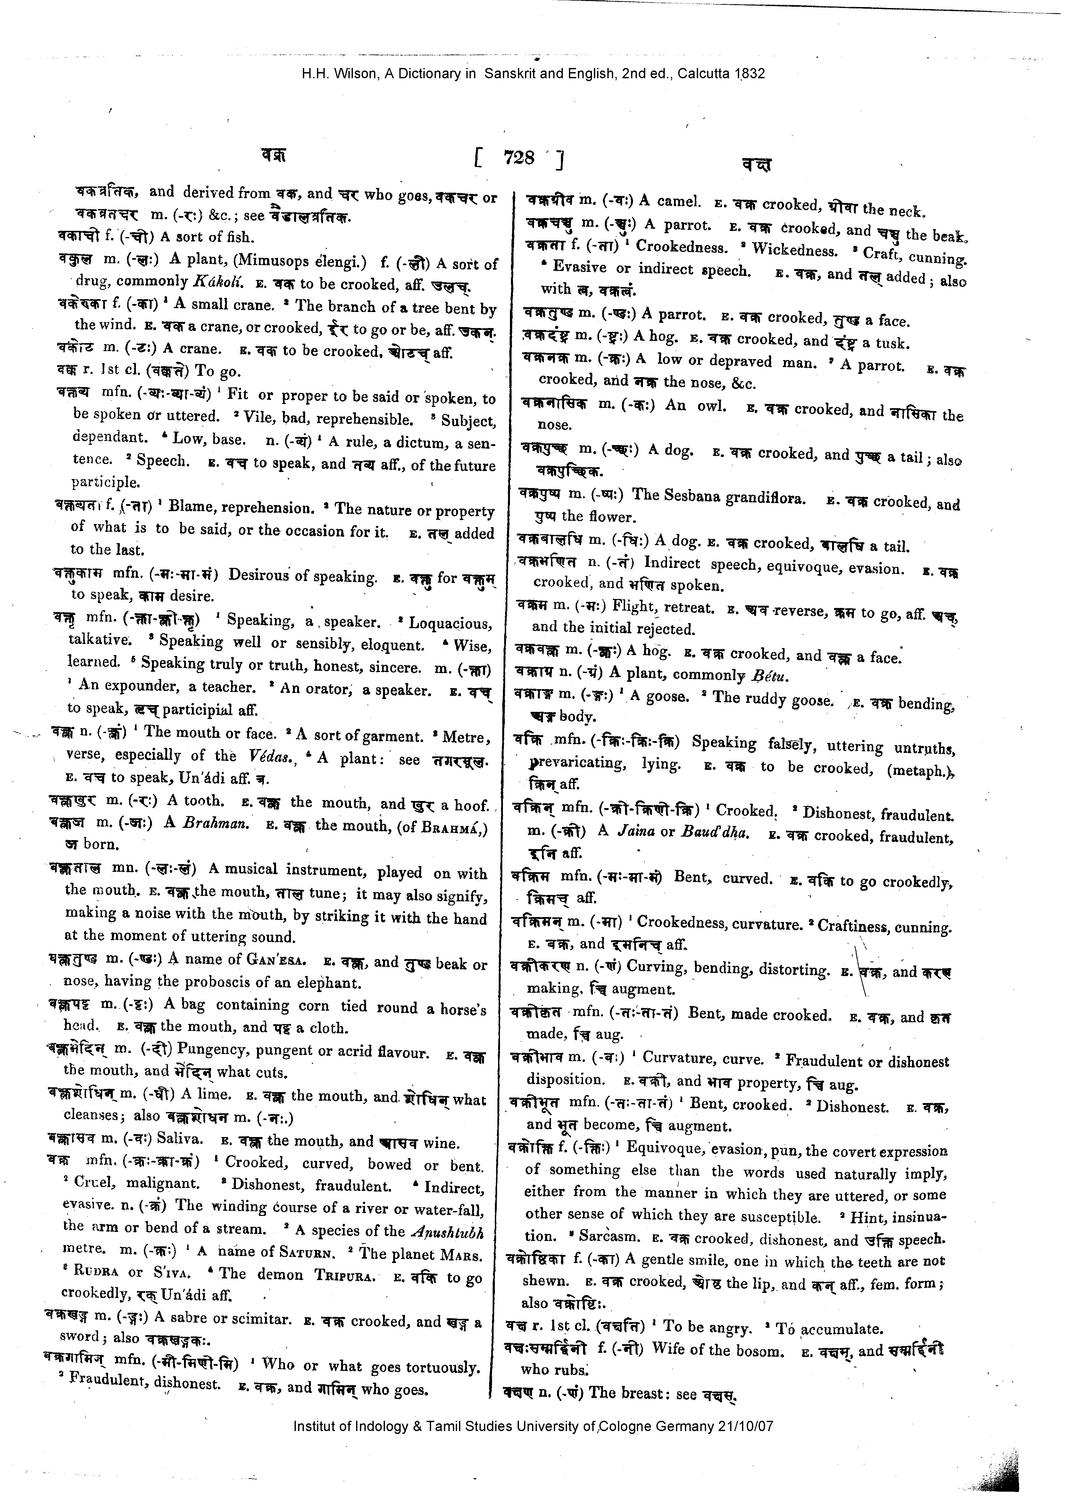 H.H. Wilson, A Dictionary in Sanskrit and English, 2nd ed., Calcutta 1832
वक्र
[ 728 ]
वक्ष
वकव्रतिक, and derived from वक, and चर who goes, वकचर or
वकव्रतचर m. (-रः) &c.; see वैडालव्रतिक.
वकाची f. (-ची) A sort of fish.
वकुल m. (-लः) A plant, (Mimusops elengi.) f. (-ली) A sort of
drug, commonly Kákolí. E. वक to be crooked, aff. उलच्.
वकेरुका f. (-का) ¹ A small crane. ² The branch of a tree bent by
the wind. E. वक a crane, or crooked, ईर to go or be, aff. उकन्.
वकोट m. (-टः) A crane. E. वक to be crooked, ओटच् aff.
वक्क r. 1st cl. (वक्कते) To go.
वक्तव्य mfn. (-व्यः-व्या-व्यं) ¹ Fit or proper to be said or spoken, to
be spoken or uttered. ² Vile, bad, reprehensible. ³ Subject,
dependant. ⁴ Low, base. n. (-व्यं) ¹ A rule, a dictum, a sen-
tence. ² Speech. E. वच to speak, and तव्य aff., of the future
participle.
वक्तव्यता f. (-ता) ¹ Blame, reprehension. ² The nature or property
of what is to be said, or the occasion for it. E. तल् added
to the last.
वक्तुकाम mfn. (-मः-मा-मं) Desirous of speaking. E. वक्तु for वक्तुम्
to speak, काम desire.
वक्तृ mfn. (-क्ता-क्त्री-क्तृ) ¹ Speaking, a speaker. ² Loquacious,
talkative. ³ Speaking well or sensibly, eloquent. ⁴ Wise,
learned. ⁵ Speaking truly or truth, honest, sincere. m. (-क्ता)
¹ An expounder, a teacher. ² An orator, a speaker. E. वच्
to speak, तृच् participial aff.
वक्त्र n. (-क्त्रं) ¹ The mouth or face. ² A sort of garment. ³ Metre,
verse, especially of the Védas. ⁴ A plant: see तगरमूल.
E. वच to speak, Un'ádi aff. त्र.
वक्त्रखुर m. (-रः) A tooth. E. वक्त्र the mouth, and खुर a hoof.
वक्त्रज m. (-जः) A Brahman. E. वक्त्र the mouth, (of BRAHMÁ,)
ज born.
वक्त्रताल mn. (-लः-लं) A musical instrument, played on with
the mouth. E. वक्त्र the mouth, ताल tune; it may also signify,
making a noise with the mouth, by striking it with the hand
at the moment of uttering sound.
वक्त्रतुण्ड m. (-ण्डः) A name of GAN'ESA. E. वक्त्र, and तुण्ड beak or
nose, having the proboscis of an elephant.
वक्त्रपट्ट m. (-ट्टः) A bag containing corn tied round a horse's
head. E. वक्त्र the mouth, and पट्ट a cloth.
वक्त्रभेदिन् m. (-दी) Pungency, pungent or acrid flavour. E. वक्त्र
the mouth, and भेदिन् what cuts.
वक्त्रशोधिन् m. (-धी) A lime. E. वक्त्र the mouth, and शोधिन् what
cleanses; also वक्त्रशोधन m. (-नः.)
वक्त्रासव m. (-वः) Saliva. E. वक्त्र the mouth, and आसव wine.
वक्र mfn. (-क्रः-क्रा-क्रं) ¹ Crooked, curved, bowed or bent.
² Cruel, malignant. ³ Dishonest, fraudulent. ⁴ Indirect,
evasive. n. (-क्रं) The winding course of a river or water-fall,
the arm or bend of a stream. ² A species of the Anushtubh
metre. m. (-क्रः) ¹ A name of SATURN. ² The planet MARS.
³ RUDRA or S'IVA. ⁴ The demon TRIPURA. E. वकि to go
crookedly, रक् Un'ádi aff.
वक्रखड्ग m. (-ड्गः) A sabre or scimitar. E. वक्र crooked, and खड्ग a
sword; also वक्रखड्गकः.
वक्रगामिन् mfn. (-मी-मिणी-मि) ¹ Who or what goes tortuously.
² Fraudulent, dishonest. E. वक्र, and गामिन् who goes.
वक्रग्रीव m. (-वः) A camel. E. वक्र crooked, ग्रीवा the neck.
वक्रचञ्चु m. (-ञ्चुः) A parrot. E. वक्र crooked, and चञ्चु the beak.
वक्रता f. (-ता) ¹ Crookedness. ² Wickedness. ³ Craft, cunning.
⁴ Evasive or indirect speech. E. वक्र, and तल् added; also
with त्व, वक्रत्वं.
वक्रतुण्ड m. (-ण्डः) A parrot. E. वक्र crooked, तुण्ड a face.
वक्रदंष्ट्र m. (-ष्ट्रः) A hog. E. वक्र crooked, and दंष्ट्र a tusk.
वक्रनक्र m. (-क्रः) A low or depraved man. ² A parrot. E. वक्र
crooked, and नक्र the nose, &c.
वक्रनासिक m. (-कः) An owl. E. वक्र crooked, and नासिका the
nose.
वक्रपुच्छ m. (-च्छः) A dog. E. वक्र crooked, and पुच्छ a tail; also
वक्रपुच्छिक.
वक्रपुष्प m. (-ष्पः) The Sesbana grandiflora. E. वक्र crooked, and
पुष्प the flower.
वक्रबालधि m. (-धिः) A dog. E. वक्र crooked, बालधि a tail.
वक्रभणित n. (-तं) Indirect speech, equivoque, evasion. E. वक्र
crooked, and भणित spoken.
वक्रम m. (-मः) Flight, retreat. E. अव reverse, क्रम to go, aff. अच्,
and the initial rejected.
वक्रवक्त्र m. (-क्त्रः) A hog. E. वक्र crooked, and वक्त्र a face.
वक्राय n. (-यं) A plant, commonly Bétu.
वक्राङ्ग m. (-ङ्गः) ¹ A goose. ² The ruddy goose. E. वक्र bending,
अङ्ग body.
वक्रि mfn. (-क्रिः-क्रिः-क्रि) Speaking falsely, uttering untruths,
prevaricating, lying. E. वक्र to be crooked, (metaph.),
क्रिन् aff.
वक्रिन् mfn. (-क्री-क्रिणी-क्रि) ¹ Crooked. ² Dishonest, fraudulent.
m. (-क्री) A Jaina or Baud'dha. E. वक्र crooked, fraudulent,
इनि aff.
वक्रिम mfn. (-मः-मा-मं) Bent, curved. E. वकि to go crookedly,
क्रिमच् aff.
वक्रिमन् m. (-मा) ¹ Crookedness, curvature. ² Craftiness, cunning.
E. वक्र, and इमनिच् aff.
वक्रीकरण n. (-णं) Curving, bending, distorting. E. वक्र, and करण
making, च्वि augment.
वक्रीकृत mfn. (-तः-ता-तं) Bent, made crooked. E. वक्र, and कृत
made, च्वि aug.
वक्रीभाव m. (-वः) ¹ Curvature, curve. ² Fraudulent or dishonest
disposition. E. वक्री, and भाव property, च्वि aug.
वक्रीभूत mfn. (-तः-ता-तं) ¹ Bent, crooked. ² Dishonest. E. वक्र,
and भूत become, च्वि augment.
वक्रोक्ति f. (-क्तिः) ¹ Equivoque, evasion, pun, the covert expression
of something else than the words used naturally imply,
either from the manner in which they are uttered, or some
other sense of which they are susceptible. ² Hint, insinua-
tion. ³ Sarcasm. E. वक्र crooked, dishonest, and उक्ति speech.
वक्रोष्ठिका f. (-का) A gentle smile, one in which the teeth are not
shewn. E. वक्र crooked, ओष्ठ the lip, and कन् aff., fem. form;
also वक्रोष्ठिः.
वक्ष r. 1st cl. (वक्षति) ¹ To be angry. ² To accumulate.
वक्षःसम्मर्द्दिनी f. (-नी) Wife of the bosom. E. वक्षस्, and सम्मर्द्दिनी
who rubs.
वक्षण n. (-णं) The breast: see वक्षस्.
Institut of Indology & Tamil Studies University of Cologne Germany 21/10/07